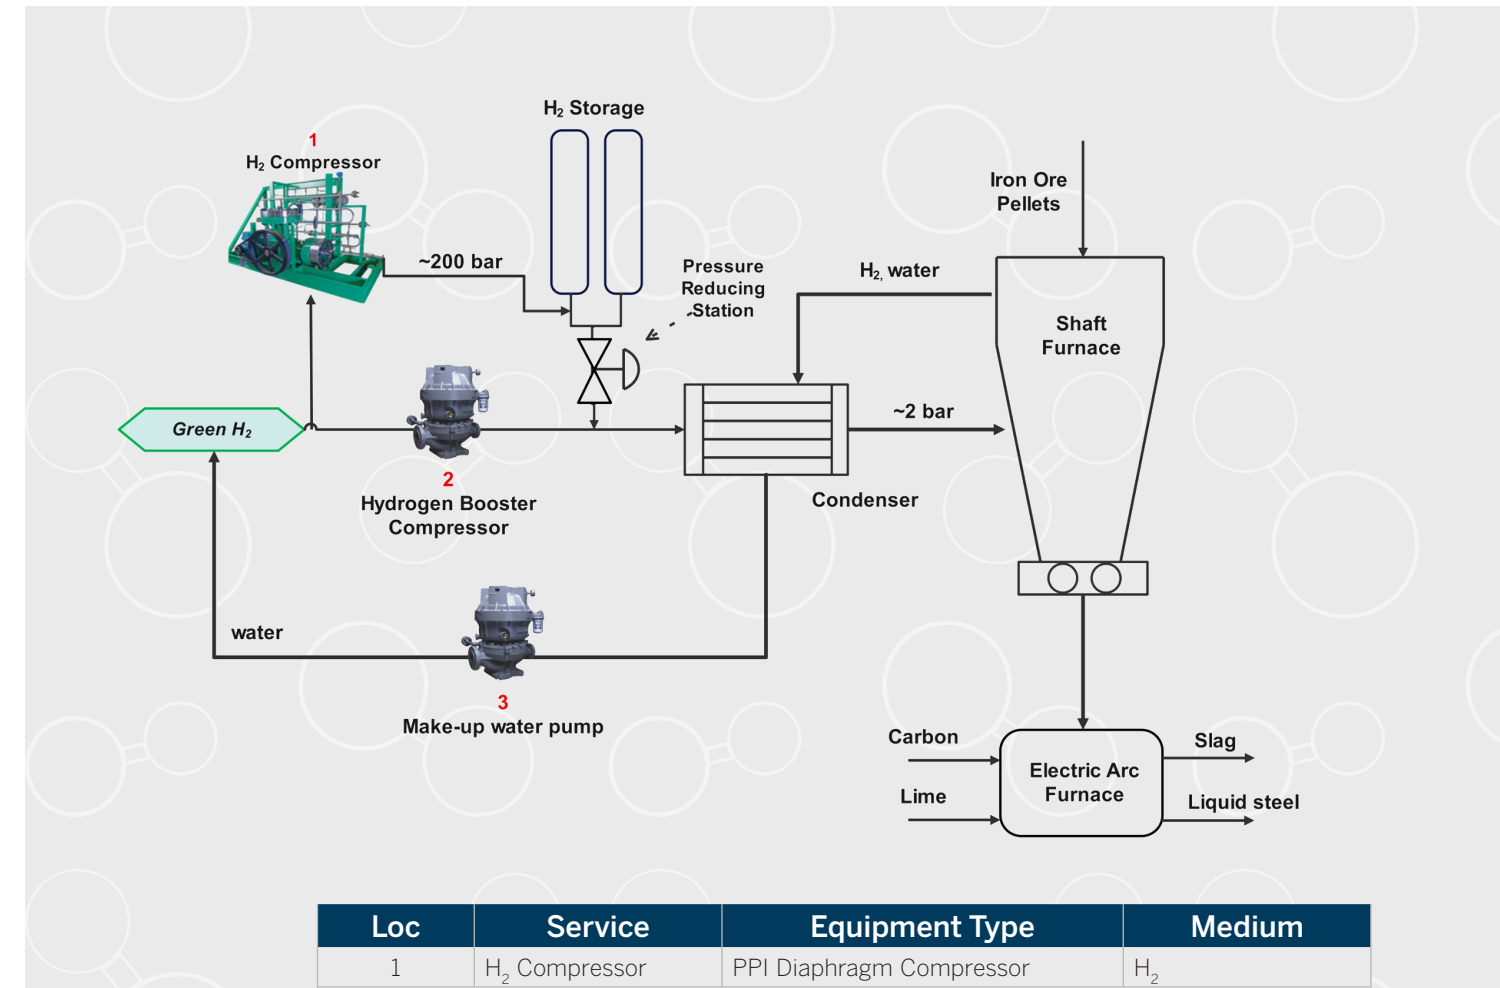 H₂ Storage
1
H₂ Compressor
~200 bar
Pressure
Reducing
Station
Iron Ore
Pellets
H₂, water
Shaft
Furnace
Green H₂
~2 bar
2
Hydrogen Booster
Compressor
Condenser
water
3
Make-up water pump
Carbon
Slag
Electric Arc
Furnace
Lime
Liquid steel
Loc Service Equipment Type Medium
1 H₂ Compressor PPI Diaphragm Compressor H₂